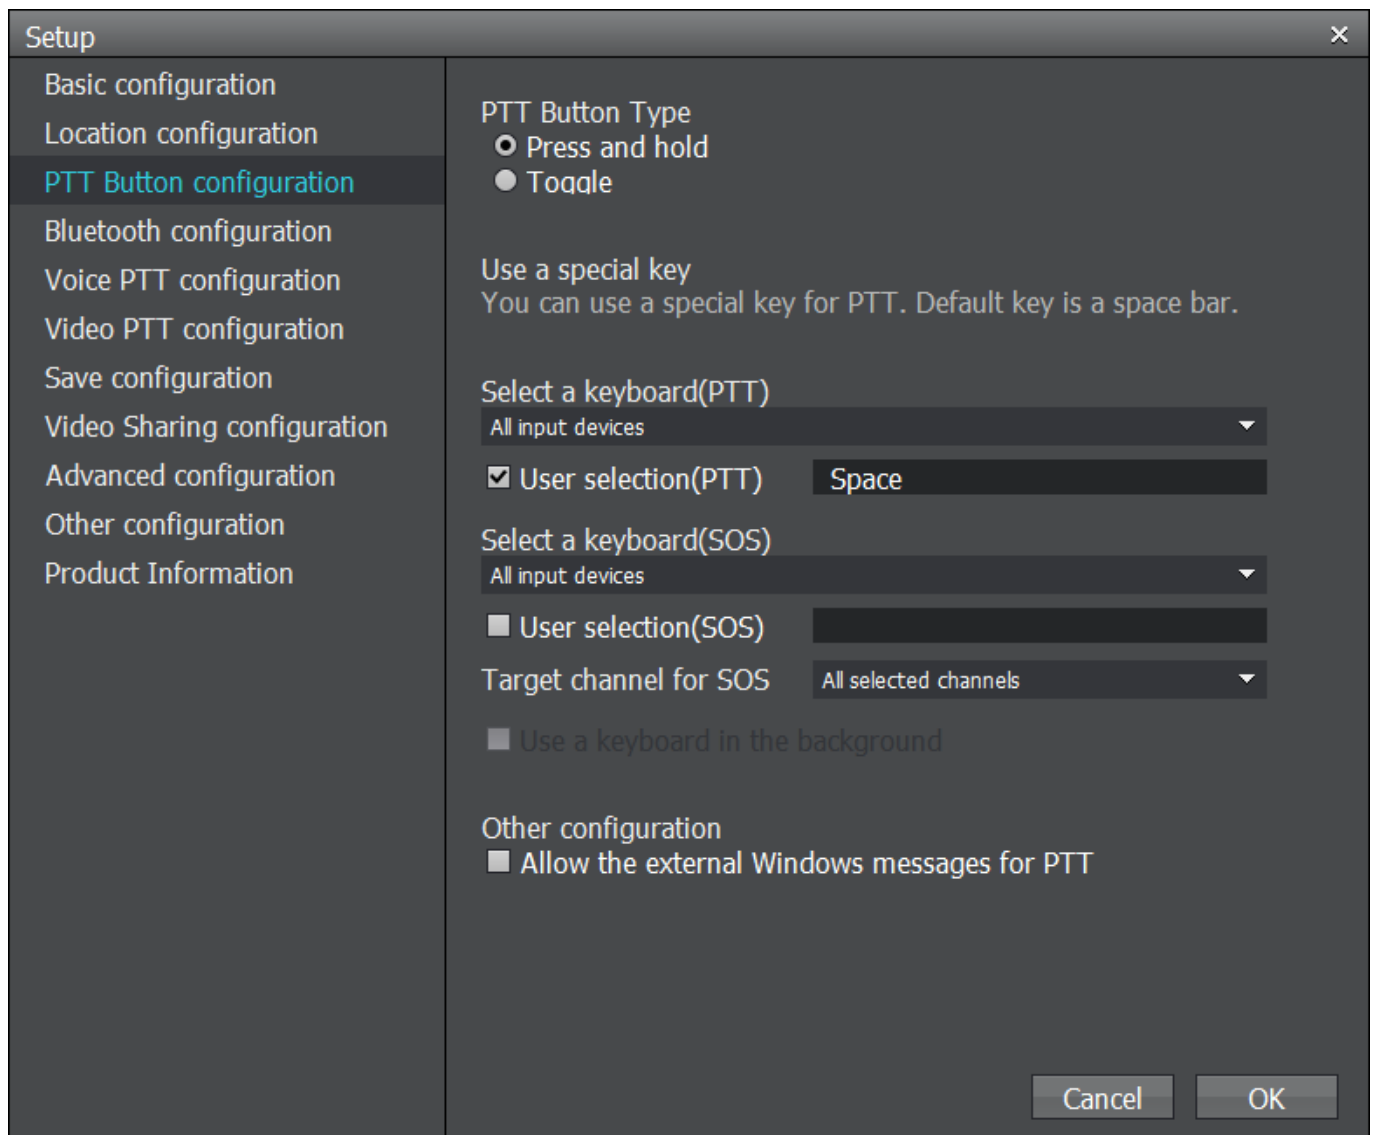 Setup
Basic configuration
Location configuration
PTT Button configuration
Bluetooth configuration
Voice PTT configuration
Video PTT configuration
Save configuration
Video Sharing configuration
Advanced configuration
Other configuration
Product Information
PTT Button Type
Press and hold
Toggle
Use a special key
You can use a special key for PTT. Default key is a space bar.
Select a keyboard(PTT)
All input devices
User selection(PTT) Space
Select a keyboard(SOS)
All input devices
User selection(SOS)
Target channel for SOS All selected channels
Use a keyboard in the background
Other configuration
Allow the external Windows messages for PTT
Cancel OK